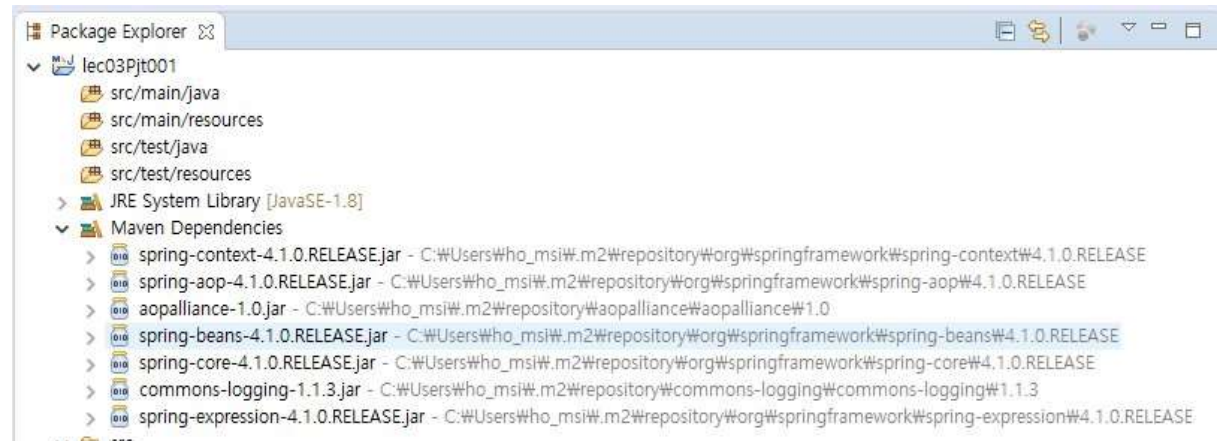 Package Explorer
lec03Pjt001
src/main/java
src/main/resources
src/test/java
src/test/resources
JRE System Library [JavaSE-1.8]
Maven Dependencies
spring-context-4.1.0.RELEASE.jar - C:₩Users₩ho_msi₩.m2₩repository₩org₩springframework₩spring-context₩4.1.0.RELEASE
spring-aop-4.1.0.RELEASE.jar - C:₩Users₩ho_msi₩.m2₩repository₩org₩springframework₩spring-aop₩4.1.0.RELEASE
aopalliance-1.0.jar - C:₩Users₩ho_msi₩.m2₩repository₩aopalliance₩aopalliance₩1.0
spring-beans-4.1.0.RELEASE.jar - C:₩Users₩ho_msi₩.m2₩repository₩org₩springframework₩spring-beans₩4.1.0.RELEASE
spring-core-4.1.0.RELEASE.jar - C:₩Users₩ho_msi₩.m2₩repository₩org₩springframework₩spring-core₩4.1.0.RELEASE
commons-logging-1.1.3.jar - C:₩Users₩ho_msi₩.m2₩repository₩commons-logging₩commons-logging₩1.1.3
spring-expression-4.1.0.RELEASE.jar - C:₩Users₩ho_msi₩.m2₩repository₩org₩springframework₩spring-expression₩4.1.0.RELEASE